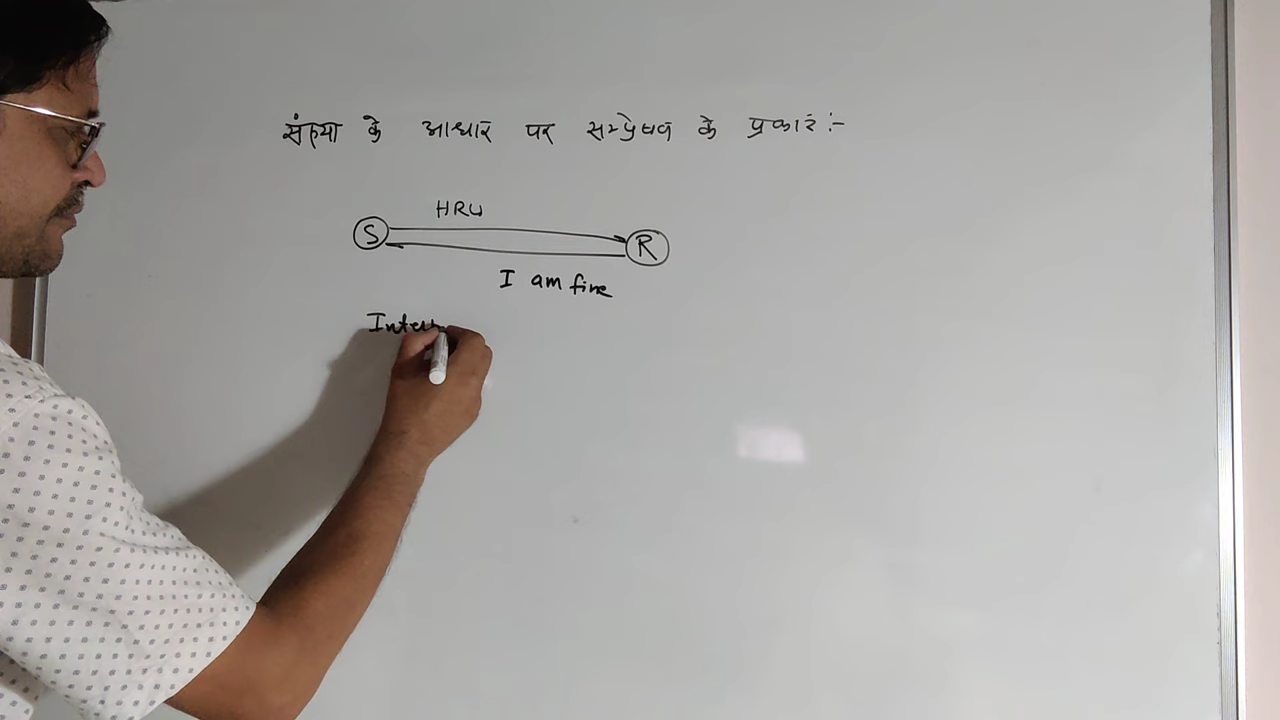 संख्या के आधार पर सम्प्रेषण के प्रकार :-
HRU
S R
I am fine